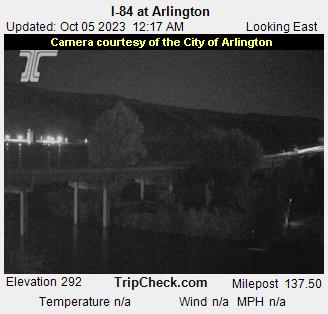 I-84 at Arlington
Updated: Oct 05 2023 12:17 AM Looking East
Camera courtesy of the City of Arlington
Elevation 292 TripCheck.com Milepost 137.50
Temperature n/a Wind n/a MPH n/a